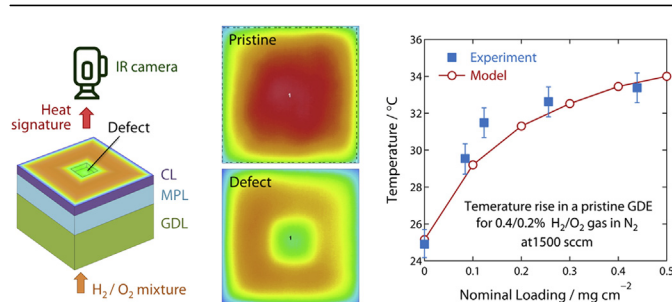 IR camera
Heat
signature
Defect
CL
MPL
GDL
H2 / O2 mixture
Pristine
1
Defect
1
Temperature / °C
36
34
32
30
28
26
24
Experiment
Model
Temerature rise in a pristine GDE
for 0.4/0.2% H2/O2 gas in N2
at1500 sccm
0 0.1 0.2 0.3 0.4 0.5
Nominal Loading / mg cm-2